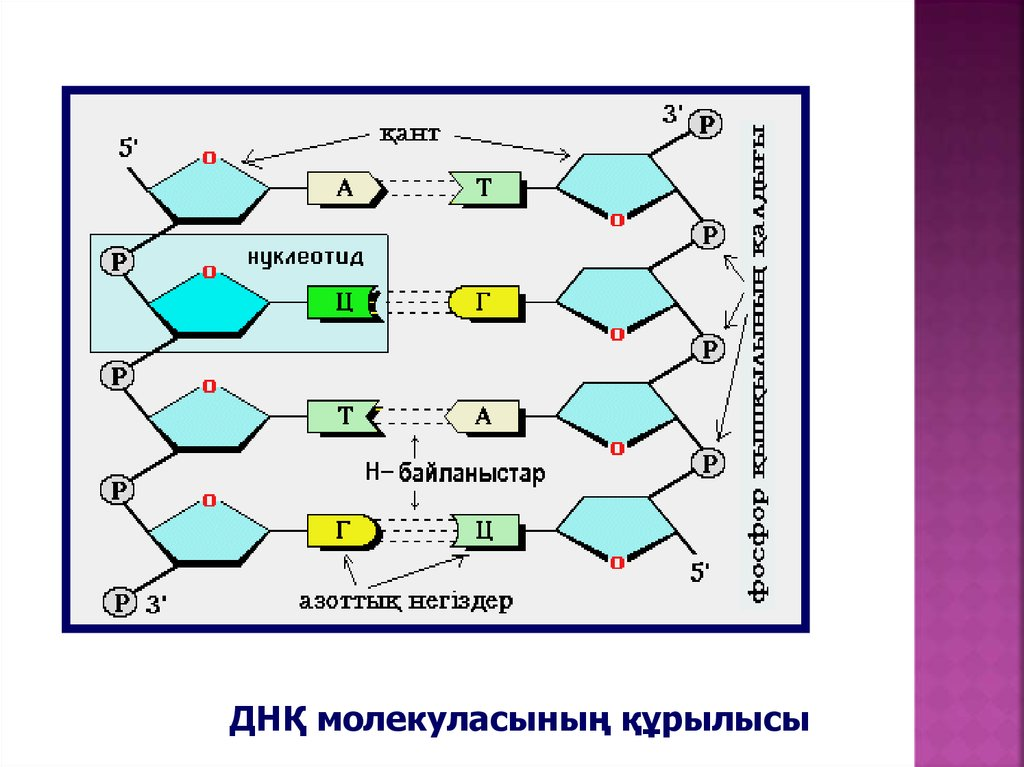 3' P
5' O қант
А Т
O
P нуклеотид P
O
Ц Г
O
P P
O
Т А
O
Н– байланыстар P
P
O
Г Ц
O
5'
P 3' азоттық негіздер
фосфор қышқылының қалдығы
ДНҚ молекуласының құрылысы